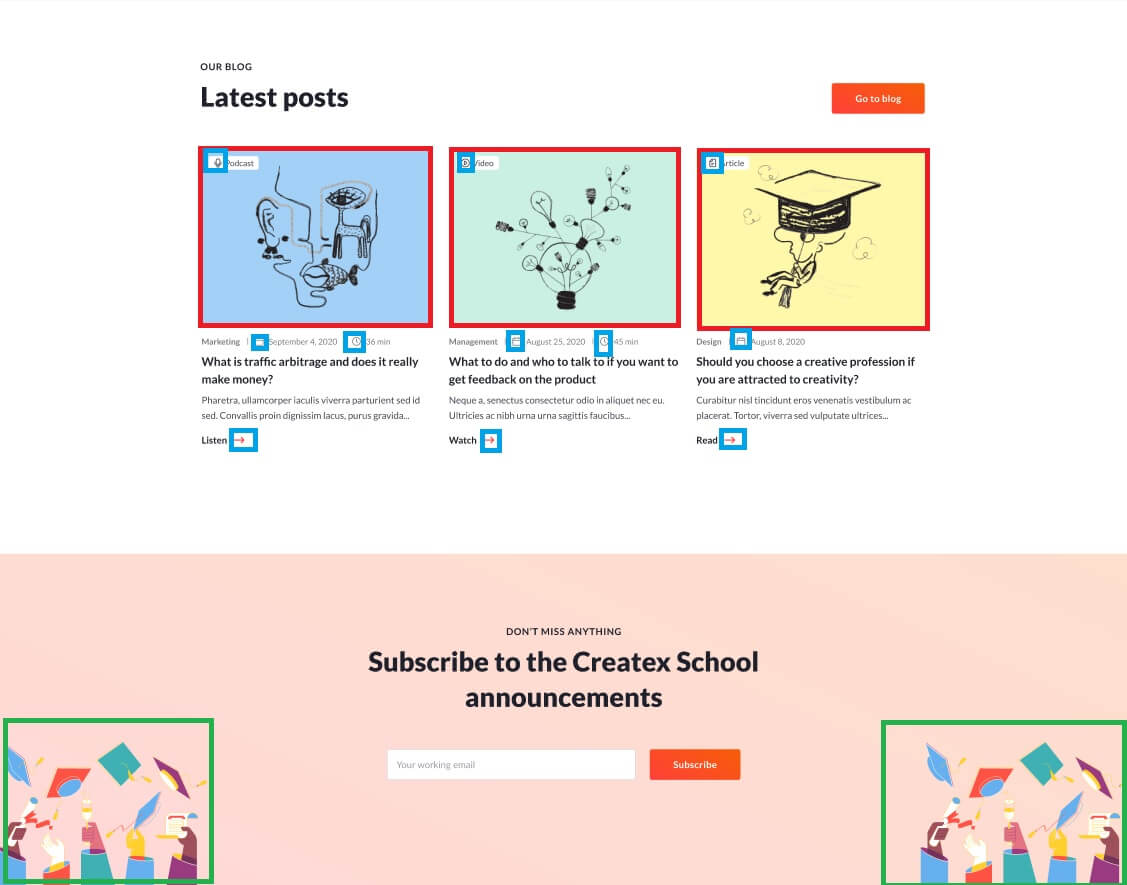 OUR BLOG
Latest posts
Go to blog
Podcast
Video
Article
Marketing | September 4, 2020 | 36 min
What is traffic arbitrage and does it really
make money?
Pharetra, ullamcorper iaculis viverra parturient sed id
sed. Convallis proin dignissim lacus, purus gravida...
Listen →
Management | August 25, 2020 | 45 min
What to do and who to talk to if you want to
get feedback on the product
Neque a, senectus consectetur odio in aliquet nec eu.
Ultricies ac nibh urna urna sagittis faucibus...
Watch →
Design | August 8, 2020
Should you choose a creative profession if
you are attracted to creativity?
Curabitur nisl tincidunt eros venenatis vestibulum ac
placerat. Tortor, viverra sed vulputate ultrices...
Read →
DON'T MISS ANYTHING
Subscribe to the Createx School
announcements
Your working email
Subscribe